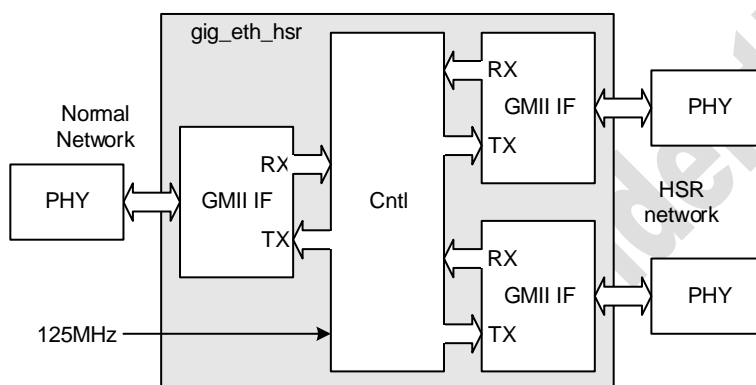 gig_eth_hsr
Normal
Network
PHY
GMII IF
RX
TX
Cntl
125MHz
RX
GMII IF
TX
PHY
HSR
network
RX
GMII IF
TX
PHY